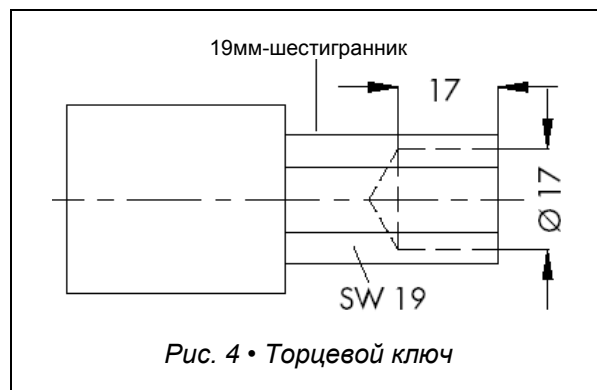 19мм-шестигранник
17
Ø 17
SW 19
Рис. 4 • Торцевой ключ